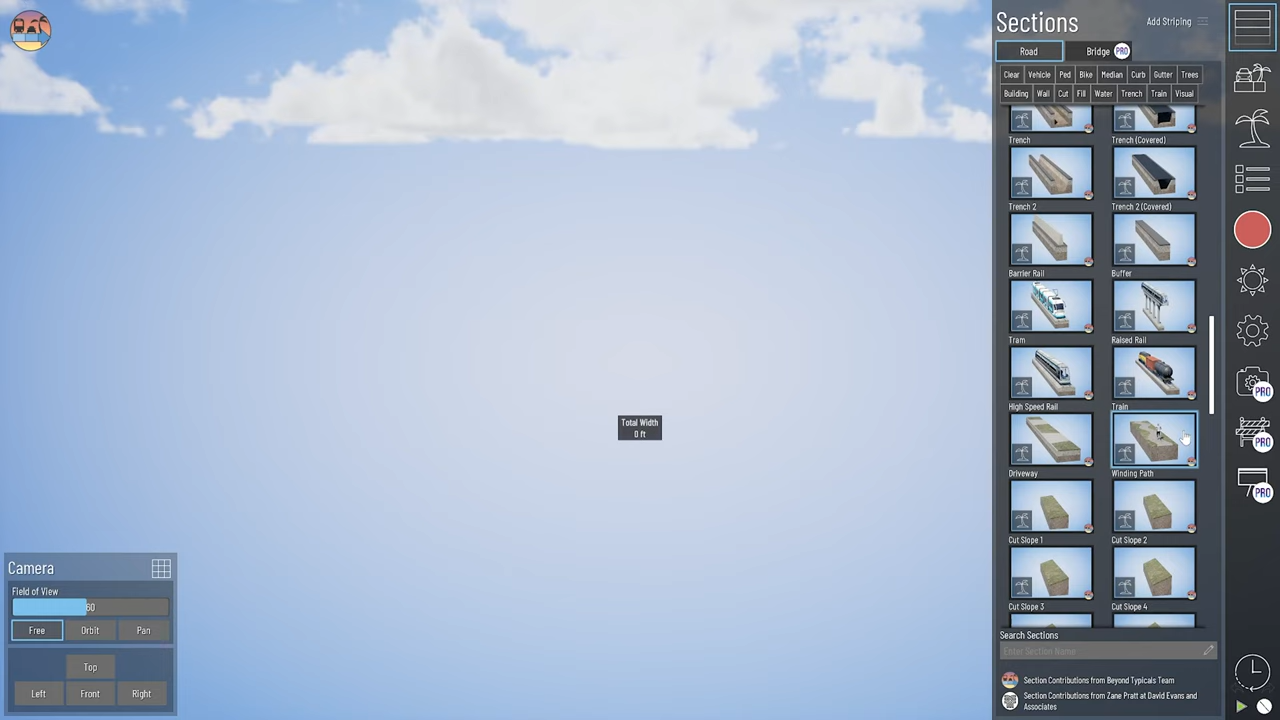 Sections
Add Striping
Road
Bridge PRO
Clear Vehicle Ped Bike Median Curb Gutter Trees
Building Wall Cut Fill Water Trench Train Visual
Trench
Trench (Covered)
Trench 2
Trench 2 (Covered)
Barrier Rail
Buffer
Tram
Raised Rail
High Speed Rail
Train
Driveway
Winding Path
Cut Slope 1
Cut Slope 2
Cut Slope 3
Cut Slope 4
Search Sections
Enter Section Name
Section Contributions from Beyond Typicals Team
Section Contributions from Zane Pratt at David Evans and
Associates
PRO
PRO
PRO
Total Width
0 ft
Camera
Field of View
60
Free Orbit Pan
Top
Left Front Right